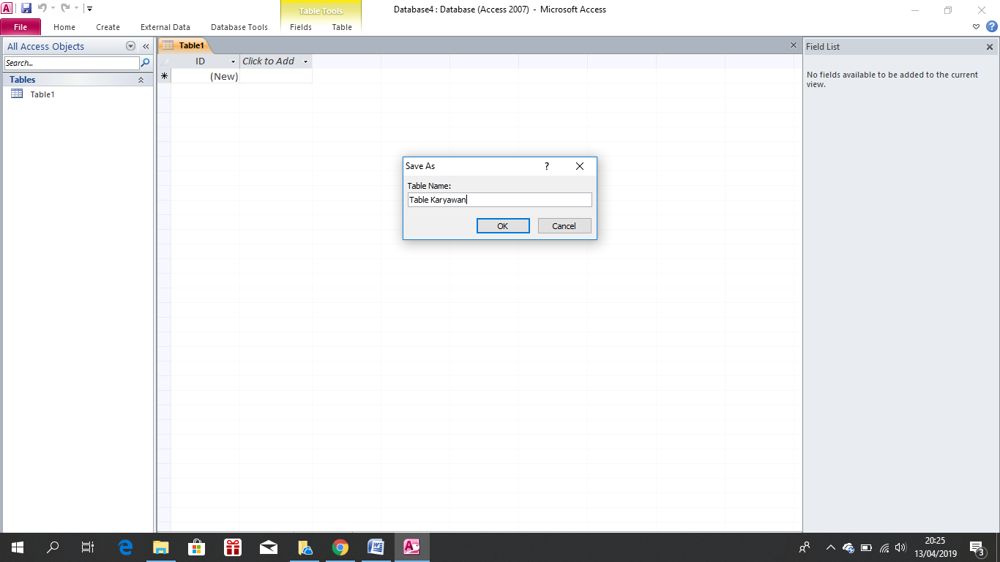 Table Tools
Database4 : Database (Access 2007) - Microsoft Access
File Home Create External Data Database Tools Fields Table
All Access Objects
Search...
Tables
Table1
Table1
ID Click to Add
(New)
Save As
Table Name:
Table Karyawan
OK Cancel
Field List
No fields available to be added to the current
view.
20:25
13/04/2019
3